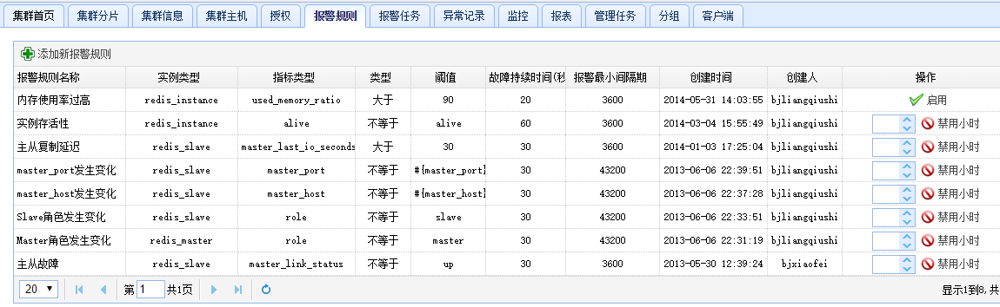 集群首页 集群分片 集群信息 集群主机 授权 报警规则 报警任务 异常记录 监控 报表 管理任务 分组 客户端
添加新报警规则
报警规则名称 实例类型 指标类型 类型 阈值 故障持续时间(秒 报警最小间隔期 创建时间 创建人 操作
内存使用率过高 redis_instance used_memory_ratio 大于 90 20 3600 2014-05-31 14:03:55 bjliangqiushi 启用
实例存活性 redis_instance alive 不等于 alive 60 3600 2014-03-04 15:55:49 bjliangqiushi 禁用小时
主从复制延迟 redis_slave master_last_io_seconds 大于 30 30 3600 2014-01-03 17:25:04 bjliangqiushi 禁用小时
master_port发生变化 redis_slave master_port 不等于 #{master_port} 30 43200 2013-06-06 22:39:51 bjliangqiushi 禁用小时
master_host发生变化 redis_slave master_host 不等于 #{master_host} 30 43200 2013-06-06 22:37:28 bjliangqiushi 禁用小时
Slave角色发生变化 redis_slave role 不等于 slave 30 43200 2013-06-06 22:33:51 bjliangqiushi 禁用小时
Master角色发生变化 redis_master role 不等于 master 30 43200 2013-06-06 22:31:19 bjliangqiushi 禁用小时
主从故障 redis_slave master_link_status 不等于 up 30 3600 2013-05-30 12:39:24 bjxiaofei 禁用小时
20 第 1 共1页 显示1到8,共